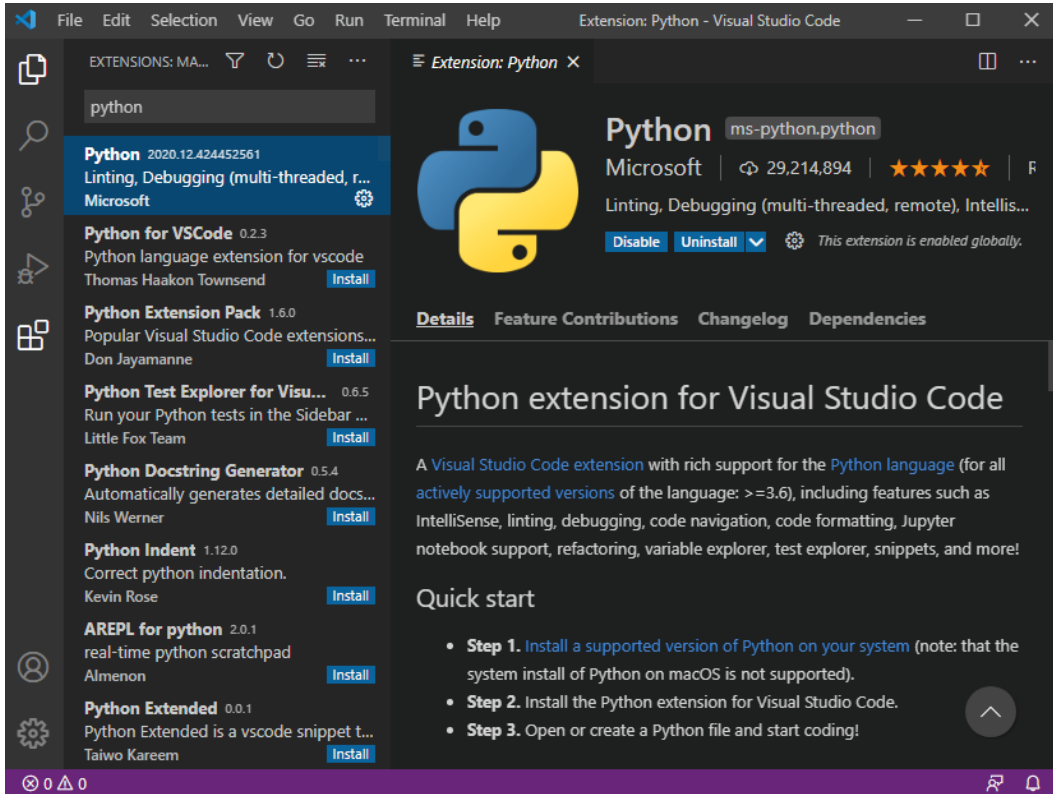 File Edit Selection View Go Run Terminal Help Extension: Python - Visual Studio Code
EXTENSIONS: MA...
python
Python 2020.12.424452561
Linting, Debugging (multi-threaded, r...
Microsoft
Python for VSCode 0.2.3
Python language extension for vscode
Thomas Haakon Townsend Install
Python Extension Pack 1.6.0
Popular Visual Studio Code extensions...
Don Jayamanne Install
Python Test Explorer for Visu... 0.6.5
Run your Python tests in the Sidebar ...
Little Fox Team Install
Python Docstring Generator 0.5.4
Automatically generates detailed docs...
Nils Werner Install
Python Indent 1.12.0
Correct python indentation.
Kevin Rose Install
AREPL for python 2.0.1
real-time python scratchpad
Almenon Install
Python Extended 0.0.1
Python Extended is a vscode snippet t...
Taiwo Kareem Install
Extension: Python
Python ms-python.python
Microsoft 29,214,894 R
Linting, Debugging (multi-threaded, remote), Intellis...
Disable Uninstall This extension is enabled globally.
Details Feature Contributions Changelog Dependencies
Python extension for Visual Studio Code
A Visual Studio Code extension with rich support for the Python language (for all
actively supported versions of the language: >=3.6), including features such as
IntelliSense, linting, debugging, code navigation, code formatting, Jupyter
notebook support, refactoring, variable explorer, test explorer, snippets, and more!
Quick start
• Step 1. Install a supported version of Python on your system (note: that the
system install of Python on macOS is not supported).
• Step 2. Install the Python extension for Visual Studio Code.
• Step 3. Open or create a Python file and start coding!
0 0